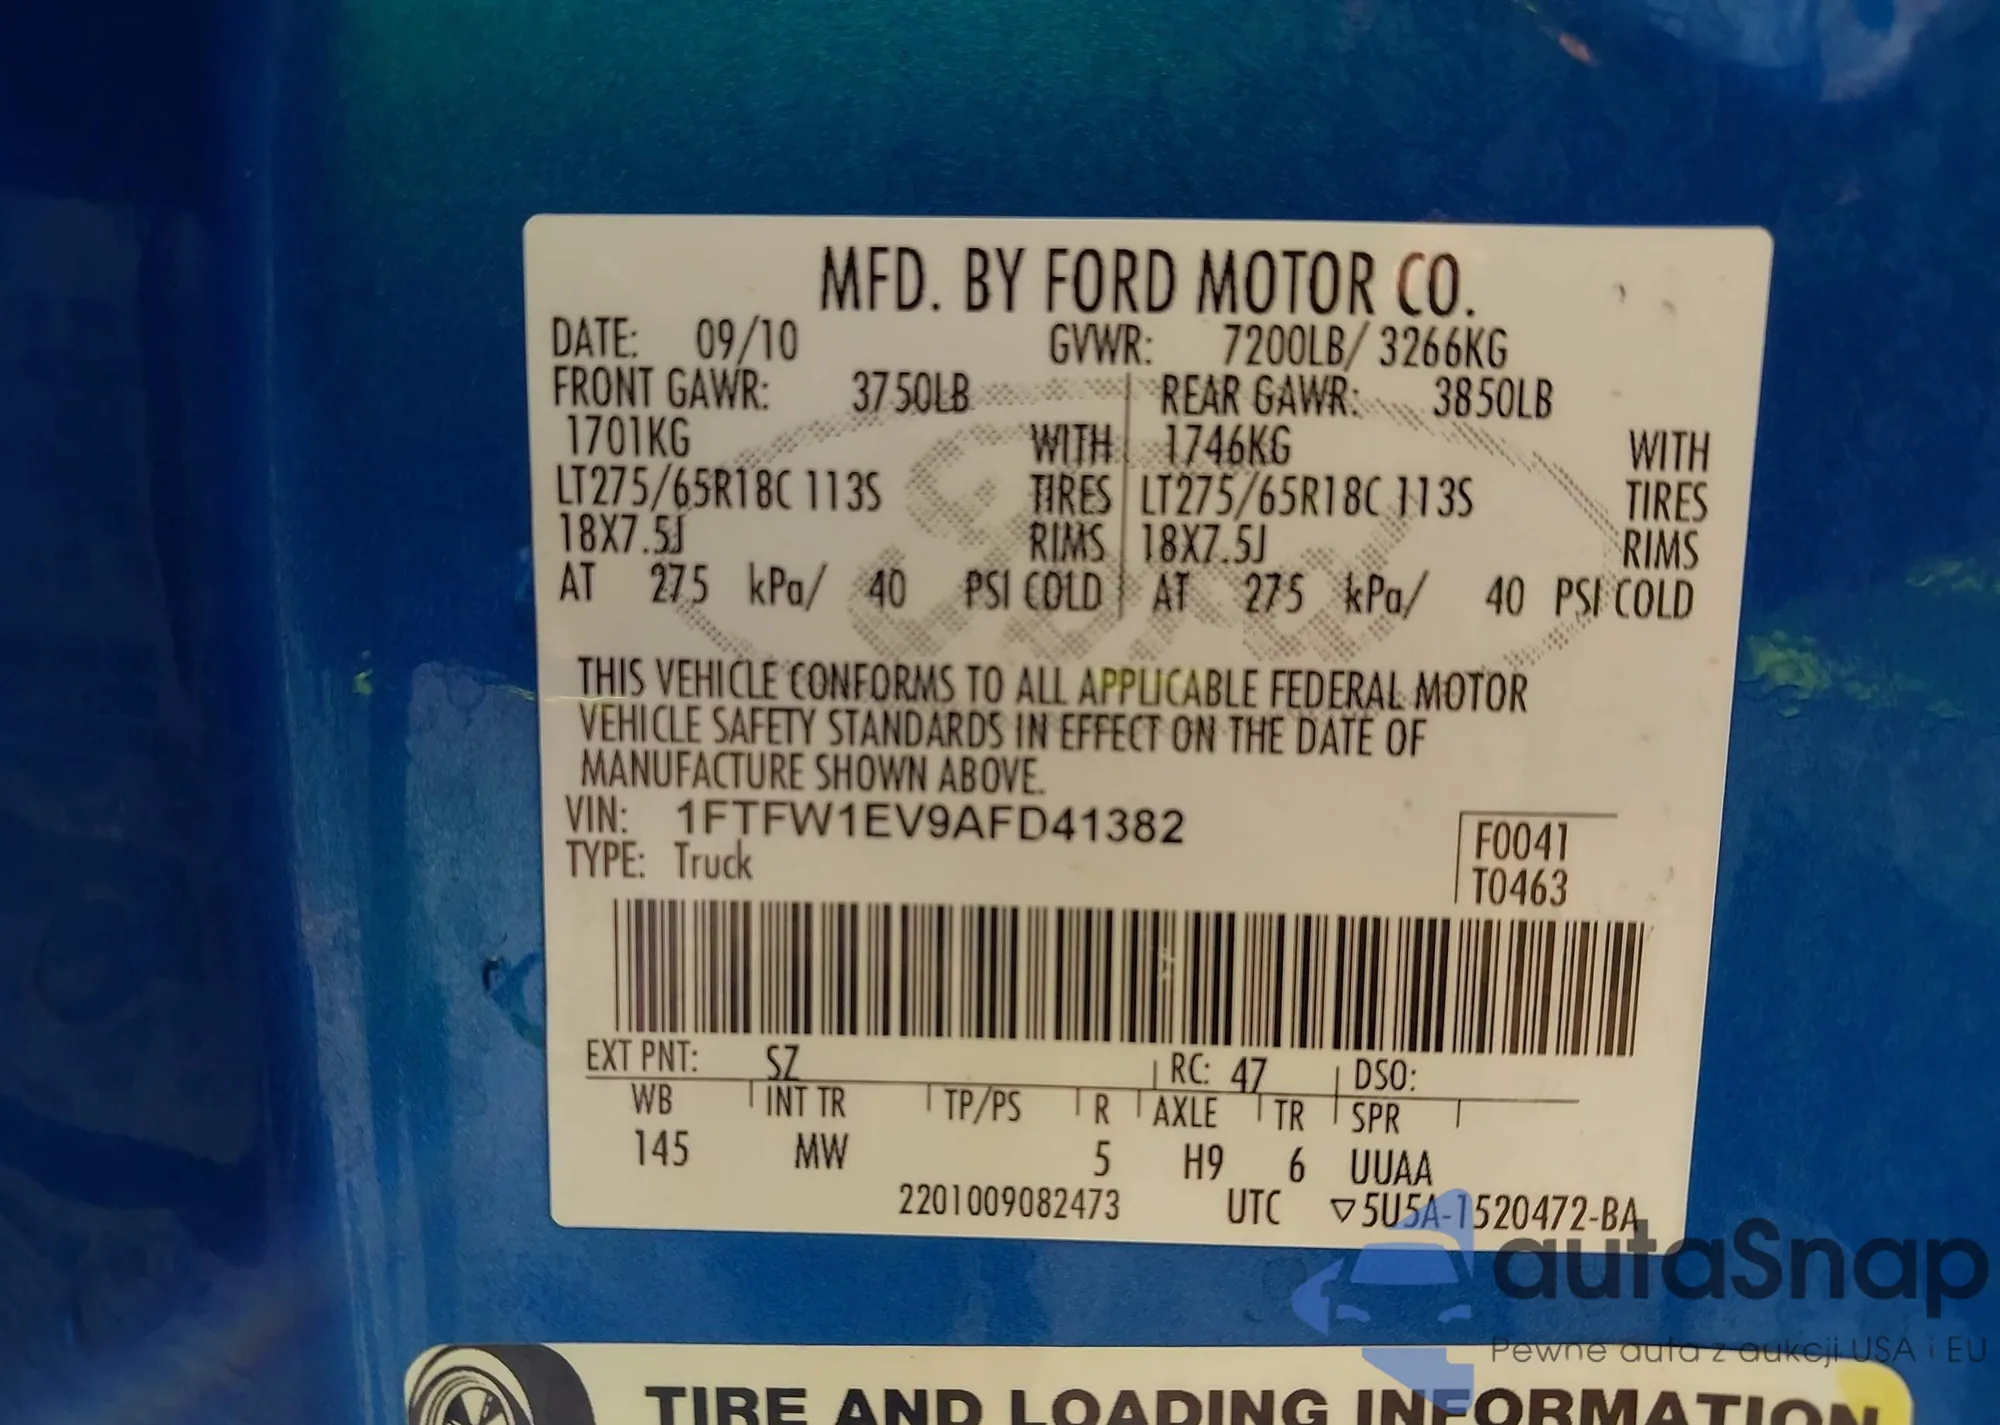 MFD. BY FORD MOTOR CO.
DATE: 09/10 GVWR: 7200LB/ 3266KG
FRONT GAWR: 3750LB REAR GAWR: 3850LB
1701KG WITH 1746KG WITH
LT275/65R18C 113S TIRES LT275/65R18C 113S TIRES
18X7.5J RIMS 18X7.5J RIMS
AT 275 kPa/ 40 PSI COLD AT 275 kPa/ 40 PSI COLD
Ford
THIS VEHICLE CONFORMS TO ALL APPLICABLE FEDERAL MOTOR
VEHICLE SAFETY STANDARDS IN EFFECT ON THE DATE OF
MANUFACTURE SHOWN ABOVE.
VIN: 1FTFW1EV9AFD41382
TYPE: Truck
F0041
T0463
EXT PNT: SZ RC: 47 DSO:
WB INT TR TP/PS R AXLE TR SPR
145 MW 5 H9 6 UUAA
2201009082473 UTC ▽5U5A-1520472-BA
autaSnap
Pewne auta z aukcji USA i EU
TIRE AND LOADING INFORMATION